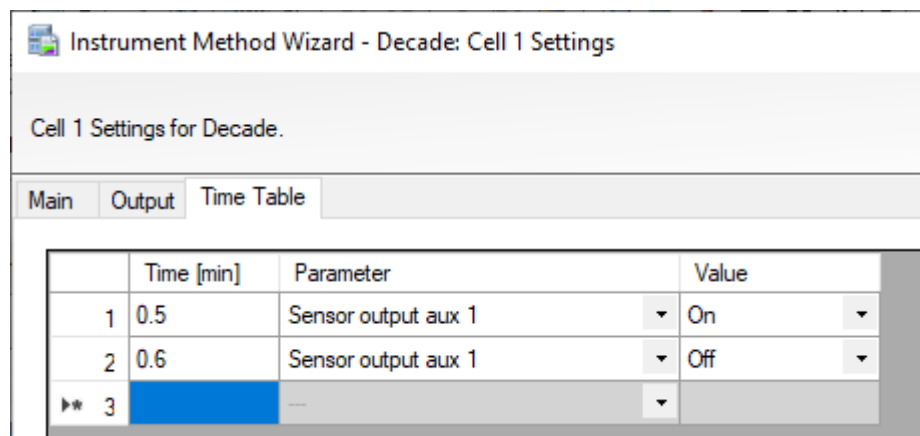 Instrument Method Wizard - Decade: Cell 1 Settings
Cell 1 Settings for Decade.
Main Output Time Table
Time [min] Parameter Value
1 0.5 Sensor output aux 1 On
2 0.6 Sensor output aux 1 Off
3 ---